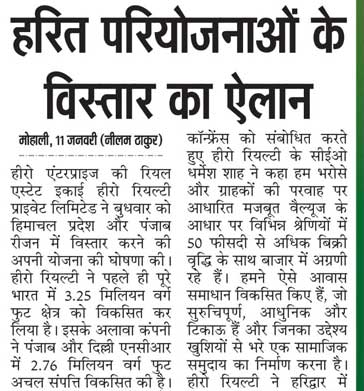 हरित परियोजनाओं के
विस्तार का ऐलान
मोहाली, 11 जनवरी (नीलम ठाकुर)
हीरो एंटरप्राइज की रियल
एस्टेट इकाई हीरो रियल्टी
प्राइवेट लिमिटेड ने बुधवार को
हिमाचल प्रदेश और पंजाब
रीजन में विस्तार करने की
अपनी योजना की घोषणा की।
हीरो रियल्टी ने पहले ही पूरे
भारत में 3.25 मिलियन वर्ग
फुट क्षेत्र को विकसित कर
लिया है। इसके अलावा कंपनी
ने पंजाब और दिल्ली एनसीआर
में 2.76 मिलियन वर्ग फुट
अचल संपत्ति विकसित की है।
कॉन्फ्रेंस को संबोधित करते
हुए हीरो रियल्टी के सीईओ
धर्मेश शाह ने कहा हम भरोसे
और ग्राहकों की परवाह पर
आधारित मजबूत वैल्यूज के
आधार पर विभिन्न श्रेणियों में
50 फीसदी से अधिक बिक्री
वृद्धि के साथ बाजार में अग्रणी
रहे हैं। हमने ऐसे आवास
समाधान विकसित किए हैं, जो
सुरुचिपूर्ण, आधुनिक और
टिकाऊ हैं और जिनका उद्देश्य
खुशियों से भरे एक सामाजिक
समुदाय का निर्माण करना है।
हीरो रियल्टी ने हरिद्वार में